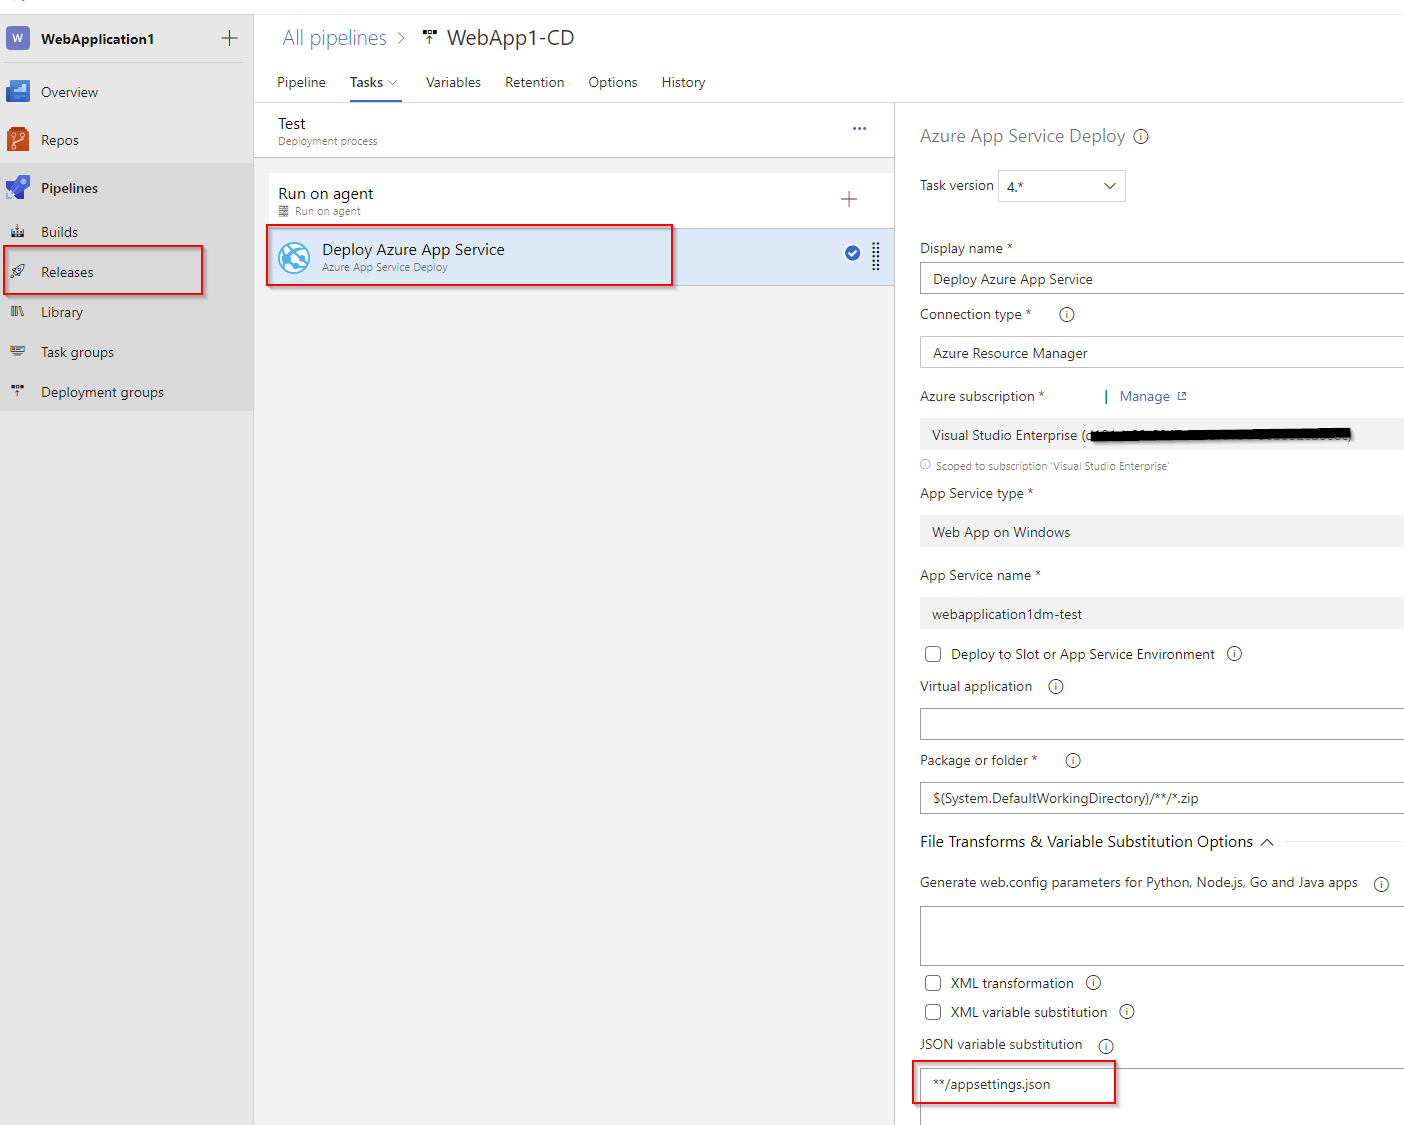 W WebApplication1
Overview
Repos
Pipelines
Builds
Releases
Library
Task groups
Deployment groups
All pipelines > WebApp1-CD
Pipeline Tasks Variables Retention Options History
Test
Deployment process
Run on agent
Run on agent
Deploy Azure App Service
Azure App Service Deploy
Azure App Service Deploy
Task version 4.*
Display name *
Deploy Azure App Service
Connection type *
Azure Resource Manager
Azure subscription * | Manage
Visual Studio Enterprise (
Scoped to subscription 'Visual Studio Enterprise'
App Service type *
Web App on Windows
App Service name *
webapplication1dm-test
Deploy to Slot or App Service Environment
Virtual application
Package or folder *
$(System.DefaultWorkingDirectory)/**/*.zip
File Transforms & Variable Substitution Options
Generate web.config parameters for Python, Node.js, Go and Java apps
XML transformation
XML variable substitution
JSON variable substitution
**/appsettings.json